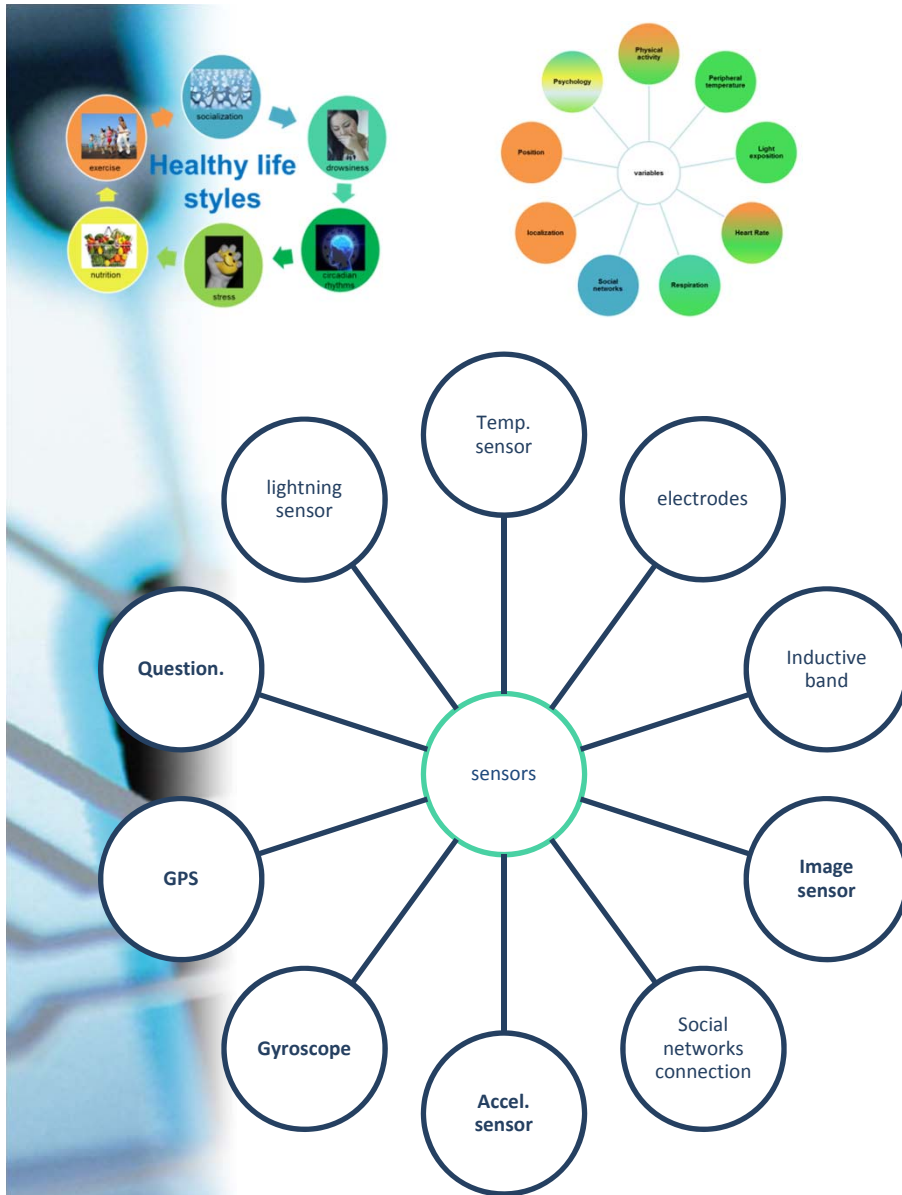 socialization
exercise
Healthy life
styles
drowsiness
nutrition
stress
circadian
rhythms
Physical
activity
Psychology
Peripheral
temperature
Position
variables
Light
exposition
localization
Heart Rate
Social
networks
Respiration
Temp.
sensor
lightning
sensor
electrodes
Question.
Inductive
band
sensors
GPS
Image
sensor
Gyroscope
Social
networks
connection
Accel.
sensor